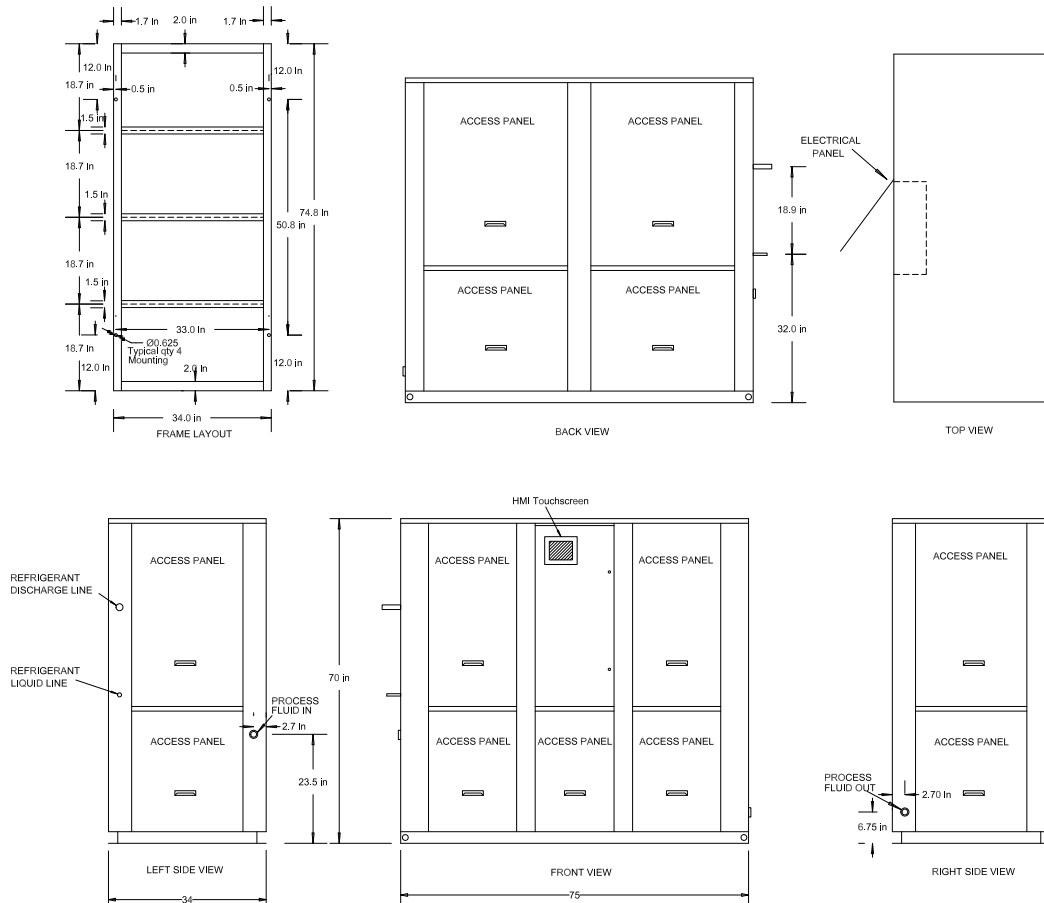 1.7 in
2.0 in
1.7 in
12.0 in
12.0 in
18.7 in
0.5 in
0.5 in
1.5 in
18.7 in
1.5 in
74.8 in
50.8 in
18.7 in
1.5 in
33.0 in
Ø0.625
Typical qty 4
Mounting
18.7 in
12.0 in
2.0 in
12.0 in
34.0 in
FRAME LAYOUT
ACCESS PANEL
ACCESS PANEL
ACCESS PANEL
ACCESS PANEL
18.9 in
32.0 in
BACK VIEW
ELECTRICAL
PANEL
TOP VIEW
REFRIGERANT
DISCHARGE LINE
REFRIGERANT
LIQUID LINE
ACCESS PANEL
ACCESS PANEL
PROCESS
FLUID IN
2.7 in
23.5 in
LEFT SIDE VIEW
34
HMI Touchscreen
70 in
ACCESS PANEL
ACCESS PANEL
ACCESS PANEL
ACCESS PANEL
ACCESS PANEL
FRONT VIEW
75
ACCESS PANEL
ACCESS PANEL
PROCESS
FLUID OUT
2.70 in
6.75 in
RIGHT SIDE VIEW